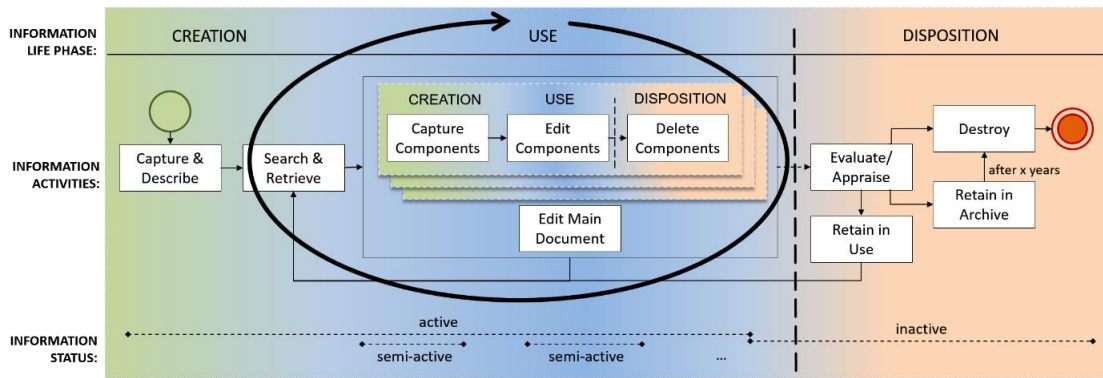 INFORMATION
LIFE PHASE:
CREATION
USE
DISPOSITION
INFORMATION
ACTIVITIES:
CREATION
USE
DISPOSITION
Capture
Components
Edit
Components
Delete
Components
Capture &
Describe
Search &
Retrieve
Edit Main
Document
Evaluate/
Appraise
Destroy
after x years
Retain in
Archive
Retain in
Use
INFORMATION
STATUS:
active
semi-active
semi-active
...
inactive